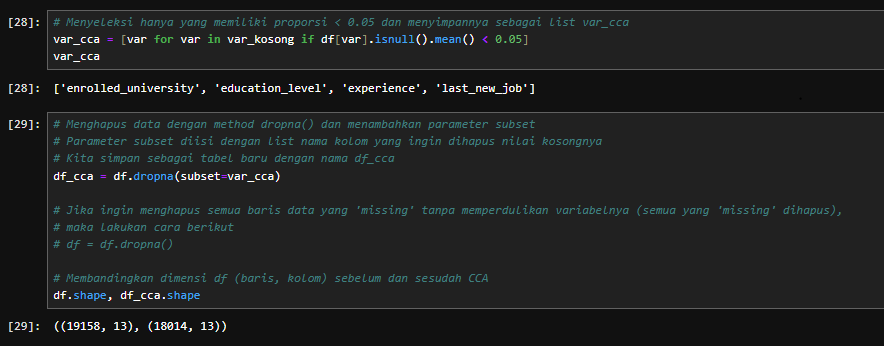 [28]: # Menyeleksi hanya yang memiliki proporsi < 0.05 dan menyimpannya sebagai list var_cca
var_cca = [var for var in var_kosong if df[var].isnull().mean() < 0.05]
var_cca
[28]: ['enrolled_university', 'education_level', 'experience', 'last_new_job']
[29]: # Menghapus data dengan method dropna() dan menambahkan parameter subset
# Parameter subset diisi dengan list nama kolom yang ingin dihapus nilai kosongnya
# Kita simpan sebagai tabel baru dengan nama df_cca
df_cca = df.dropna(subset=var_cca)
# Jika ingin menghapus semua baris data yang 'missing' tanpa memperdulikan variabelnya (semua yang 'missing' dihapus),
# maka lakukan cara berikut
# df = df.dropna()
# Membandingkan dimensi df (baris, kolom) sebelum dan sesudah CCA
df.shape, df_cca.shape
[29]: ((19158, 13), (18014, 13))